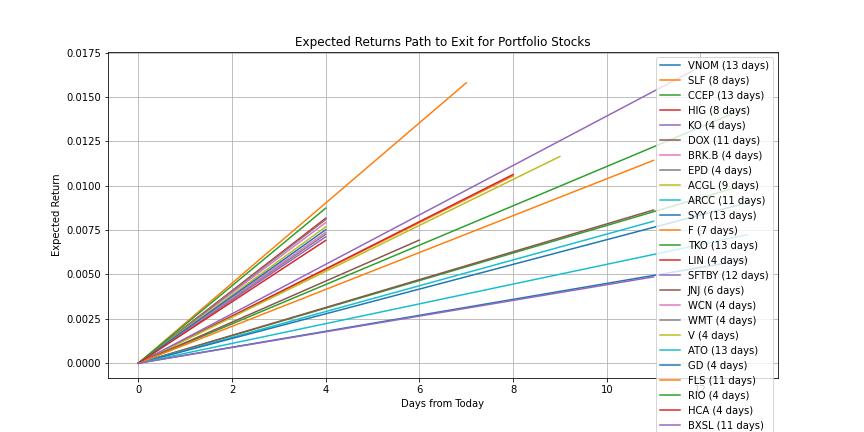 Expected Returns Path to Exit for Portfolio Stocks
0.0175
0.0150
0.0125
0.0100
0.0075
0.0050
0.0025
0.0000
Expected Return
0
2
4
6
8
10
Days from Today
VNOM (13 days)
SLF (8 days)
CCEP (13 days)
HIG (8 days)
KO (4 days)
DOX (11 days)
BRK.B (4 days)
EPD (4 days)
ACGL (9 days)
ARCC (11 days)
SYY (13 days)
F (7 days)
TKO (13 days)
LIN (4 days)
SFTBY (12 days)
JNJ (6 days)
WCN (4 days)
WMT (4 days)
V (4 days)
ATO (13 days)
GD (4 days)
FLS (11 days)
RIO (4 days)
HCA (4 days)
BXSL (11 days)